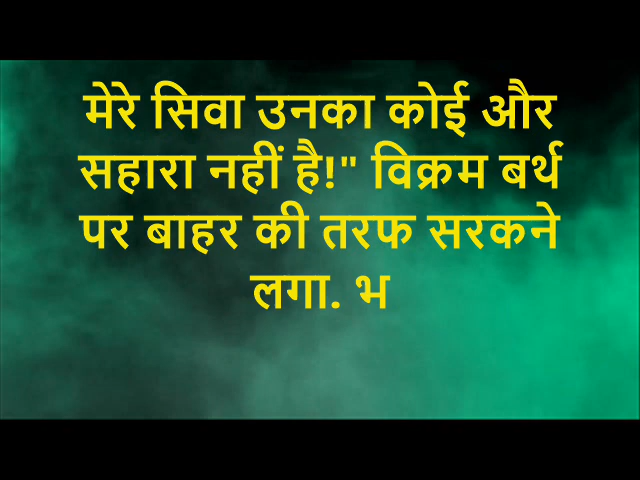 मेरे सिवा उनका कोई और
सहारा नहीं है!" विक्रम बर्थ
पर बाहर की तरफ सरकने
लगा. भ